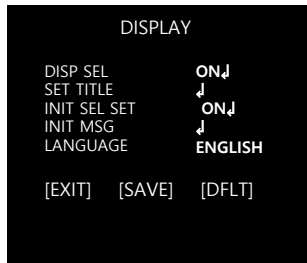 DISPLAY
DISP SEL ON↲
SET TITLE ↲
INIT SEL SET ON↲
INIT MSG ↲
LANGUAGE ENGLISH
[EXIT] [SAVE] [DFLT]